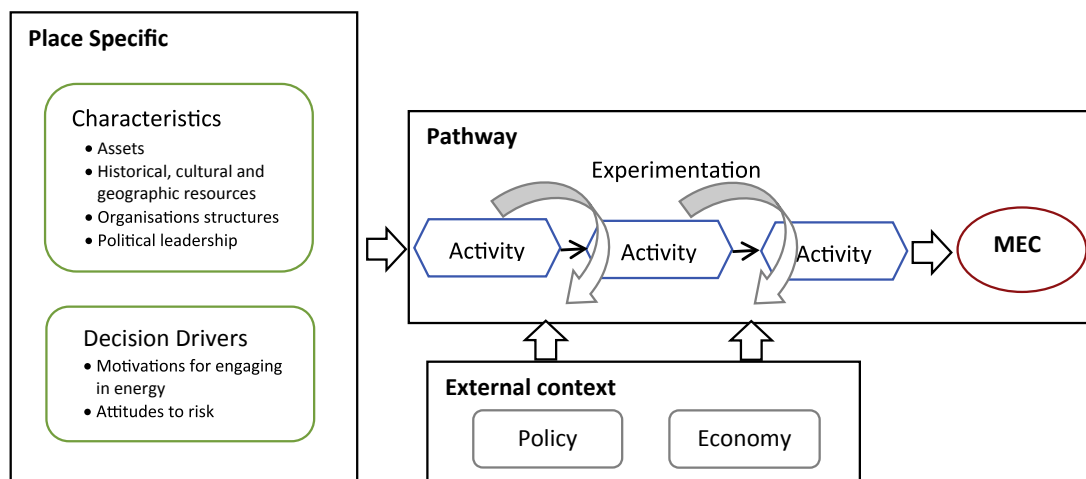 Place Specific
Characteristics
• Assets
• Historical, cultural and
geographic resources
• Organisations structures
• Political leadership
Decision Drivers
• Motivations for engaging
in energy
• Attitudes to risk
Pathway
Experimentation
Activity
Activity
Activity
MEC
External context
Policy
Economy